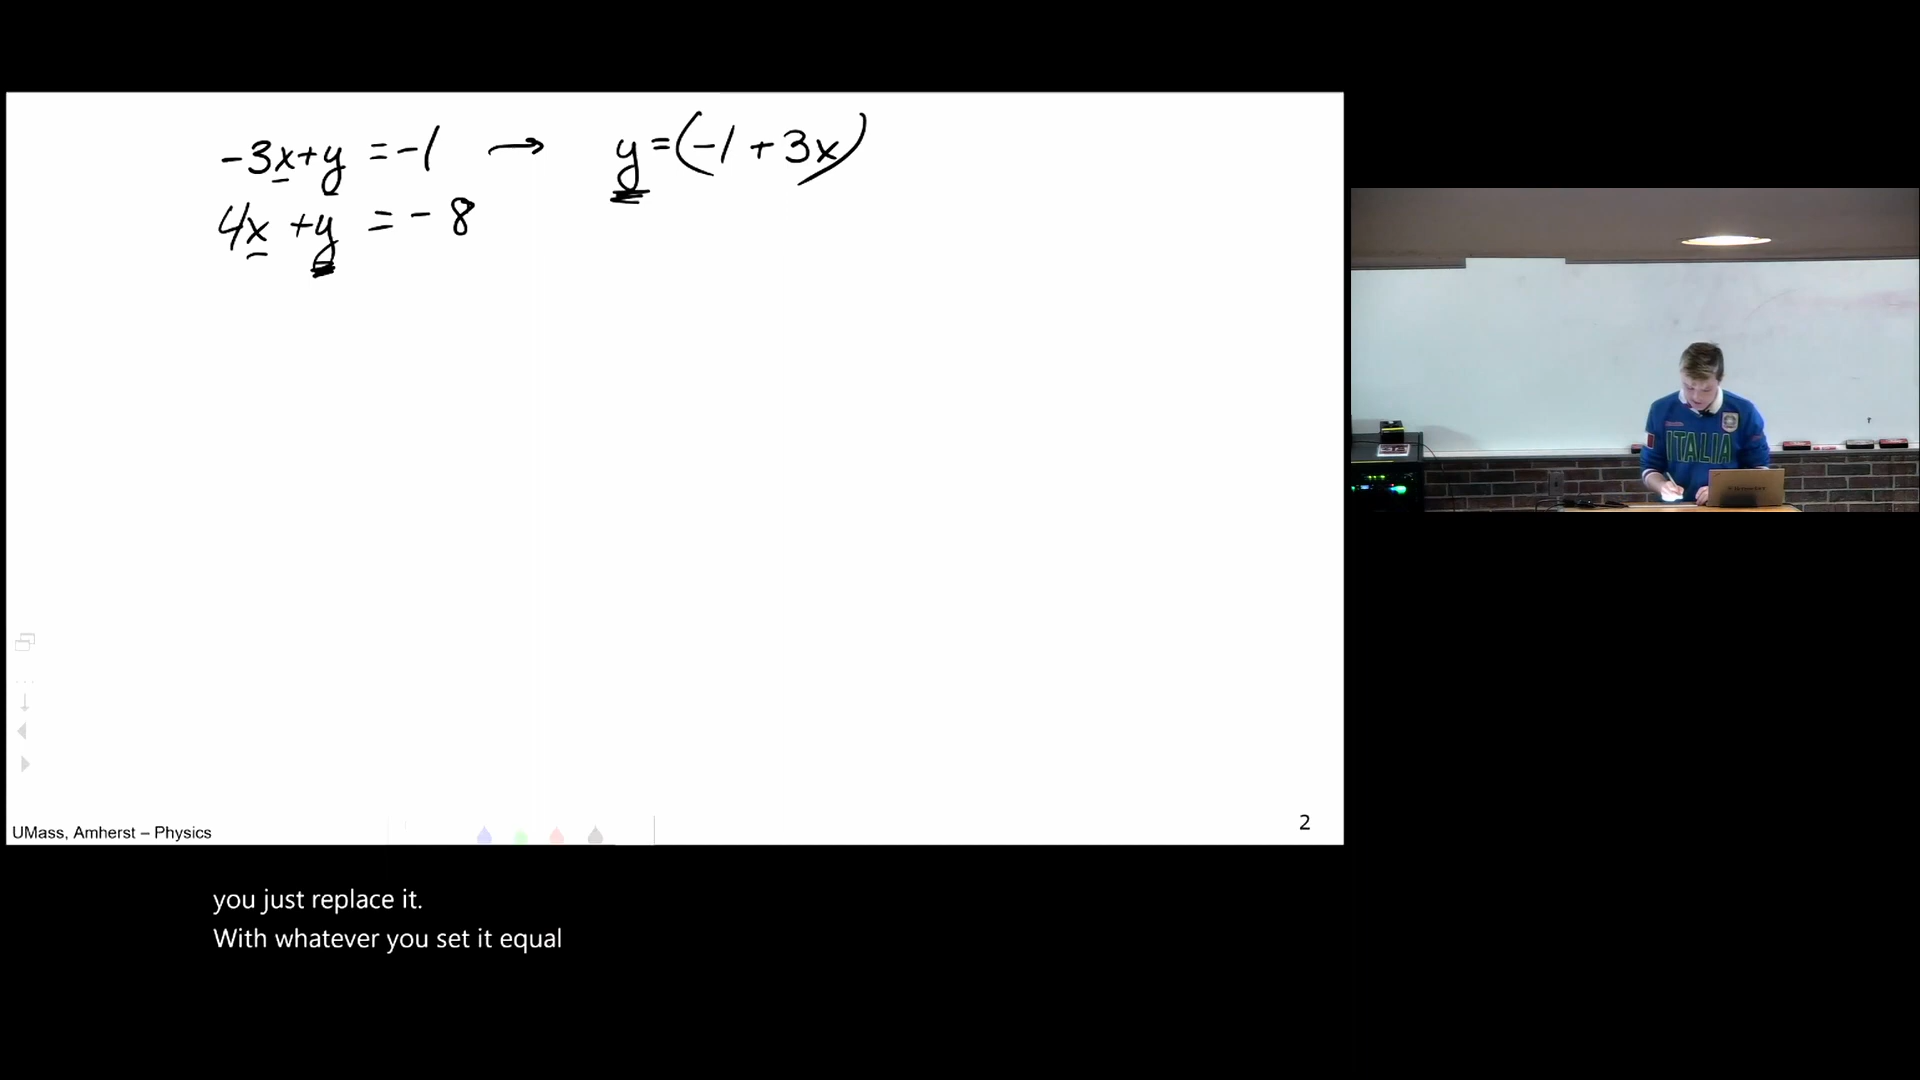 -3x+y = -1 → y = (-1 + 3x)
4x + y = - 8
ITALIA
UMass, Amherst – Physics
2
you just replace it.
With whatever you set it equal